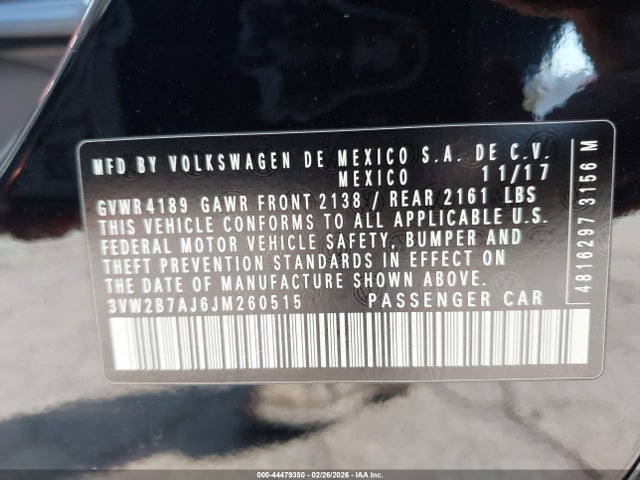 MFD BY VOLKSWAGEN DE MEXICO S.A. DE C.V.
MEXICO 11/17
GVWR4189 GAWR FRONT 2138 / REAR 2161 LBS
THIS VEHICLE CONFORMS TO ALL APPLICABLE U.S.
FEDERAL MOTOR VEHICLE SAFETY, BUMPER AND
THEFT PREVENTION STANDARDS IN EFFECT ON
THE DATE OF MANUFACTURE SHOWN ABOVE.
3VW2B7AJ6JM260515 PASSENGER CAR
4816297 3156 M
000-44479350 - 02/26/2026 - IAA Inc.